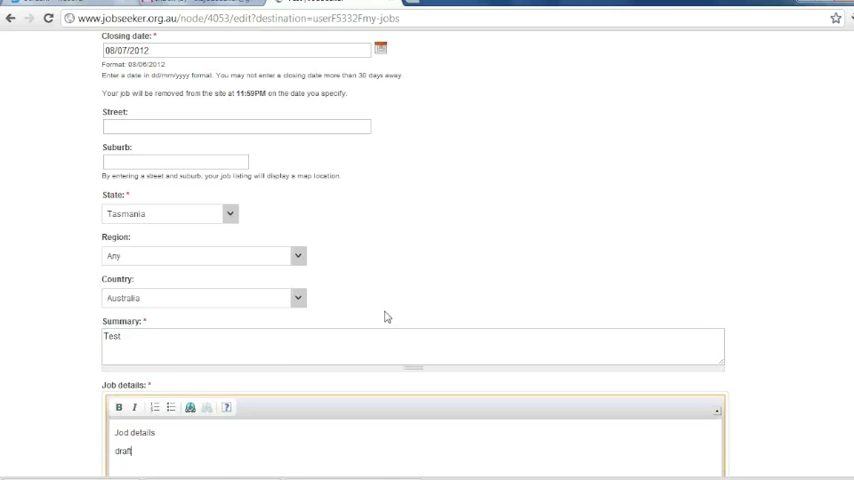 www.jobseeker.org.au/node/4053/edit?destination=userF5332Fmy-jobs
Closing date: *
08/07/2012
Format: 08/06/2012
Enter a date in dd/mm/yyyy format. You may not enter a closing date more than 30 days away.
Your job will be removed from the site at 11:59PM on the date you specify.
Street:
Suburb:
By entering a street and suburb, your job listing will display a map location.
State: *
Tasmania
Region:
Any
Country:
Australia
Summary: *
Test
Job details: *
B I ?
Jod details
draft